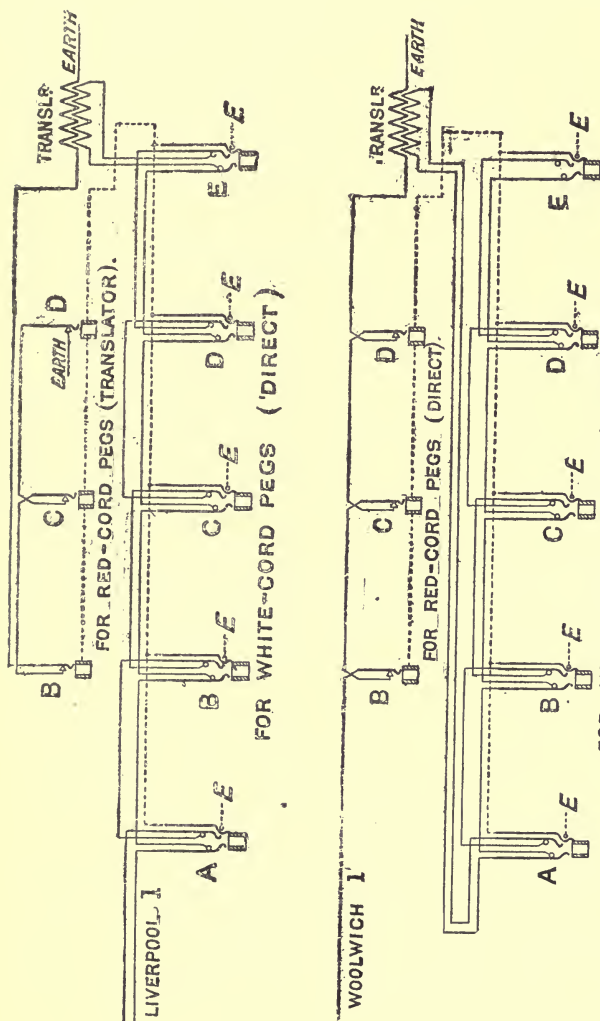 TRANSLR
EARTH
B C D
EARTH
FOR RED-CORD PEGS (TRANSLATOR).
LIVERPOOL 1
A B C D E
E E E E E
FOR WHITE-CORD PEGS ('DIRECT')
TRANSLR
EARTH
WOOLWICH 1
B C D
FOR RED-CORD PEGS (DIRECT).
A B C D E
E E E E E